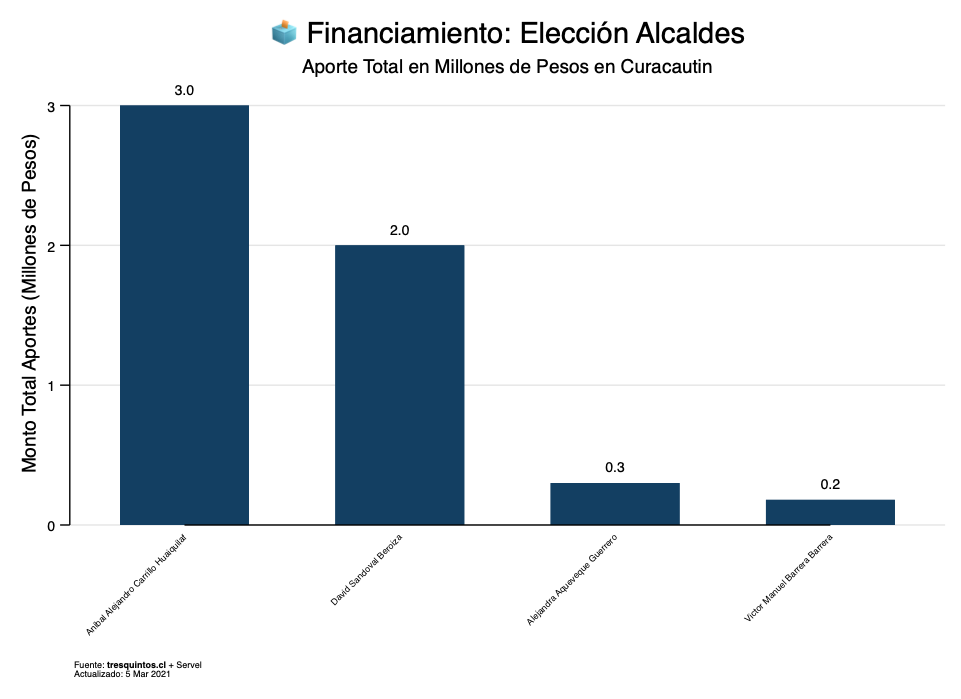 Financiamiento: Elección Alcaldes
Aporte Total en Millones de Pesos en Curacautin
Monto Total Aportes (Millones de Pesos)
3
2
1
0
3.0
2.0
0.3
0.2
Anibal Alejandro Carrillo Huaiquilaf
David Sandoval Beroiza
Alejandra Aqueveque Guerrero
Victor Manuel Barrera Barrera
Fuente: tresquintos.cl + Servel
Actualizado: 5 Mar 2021